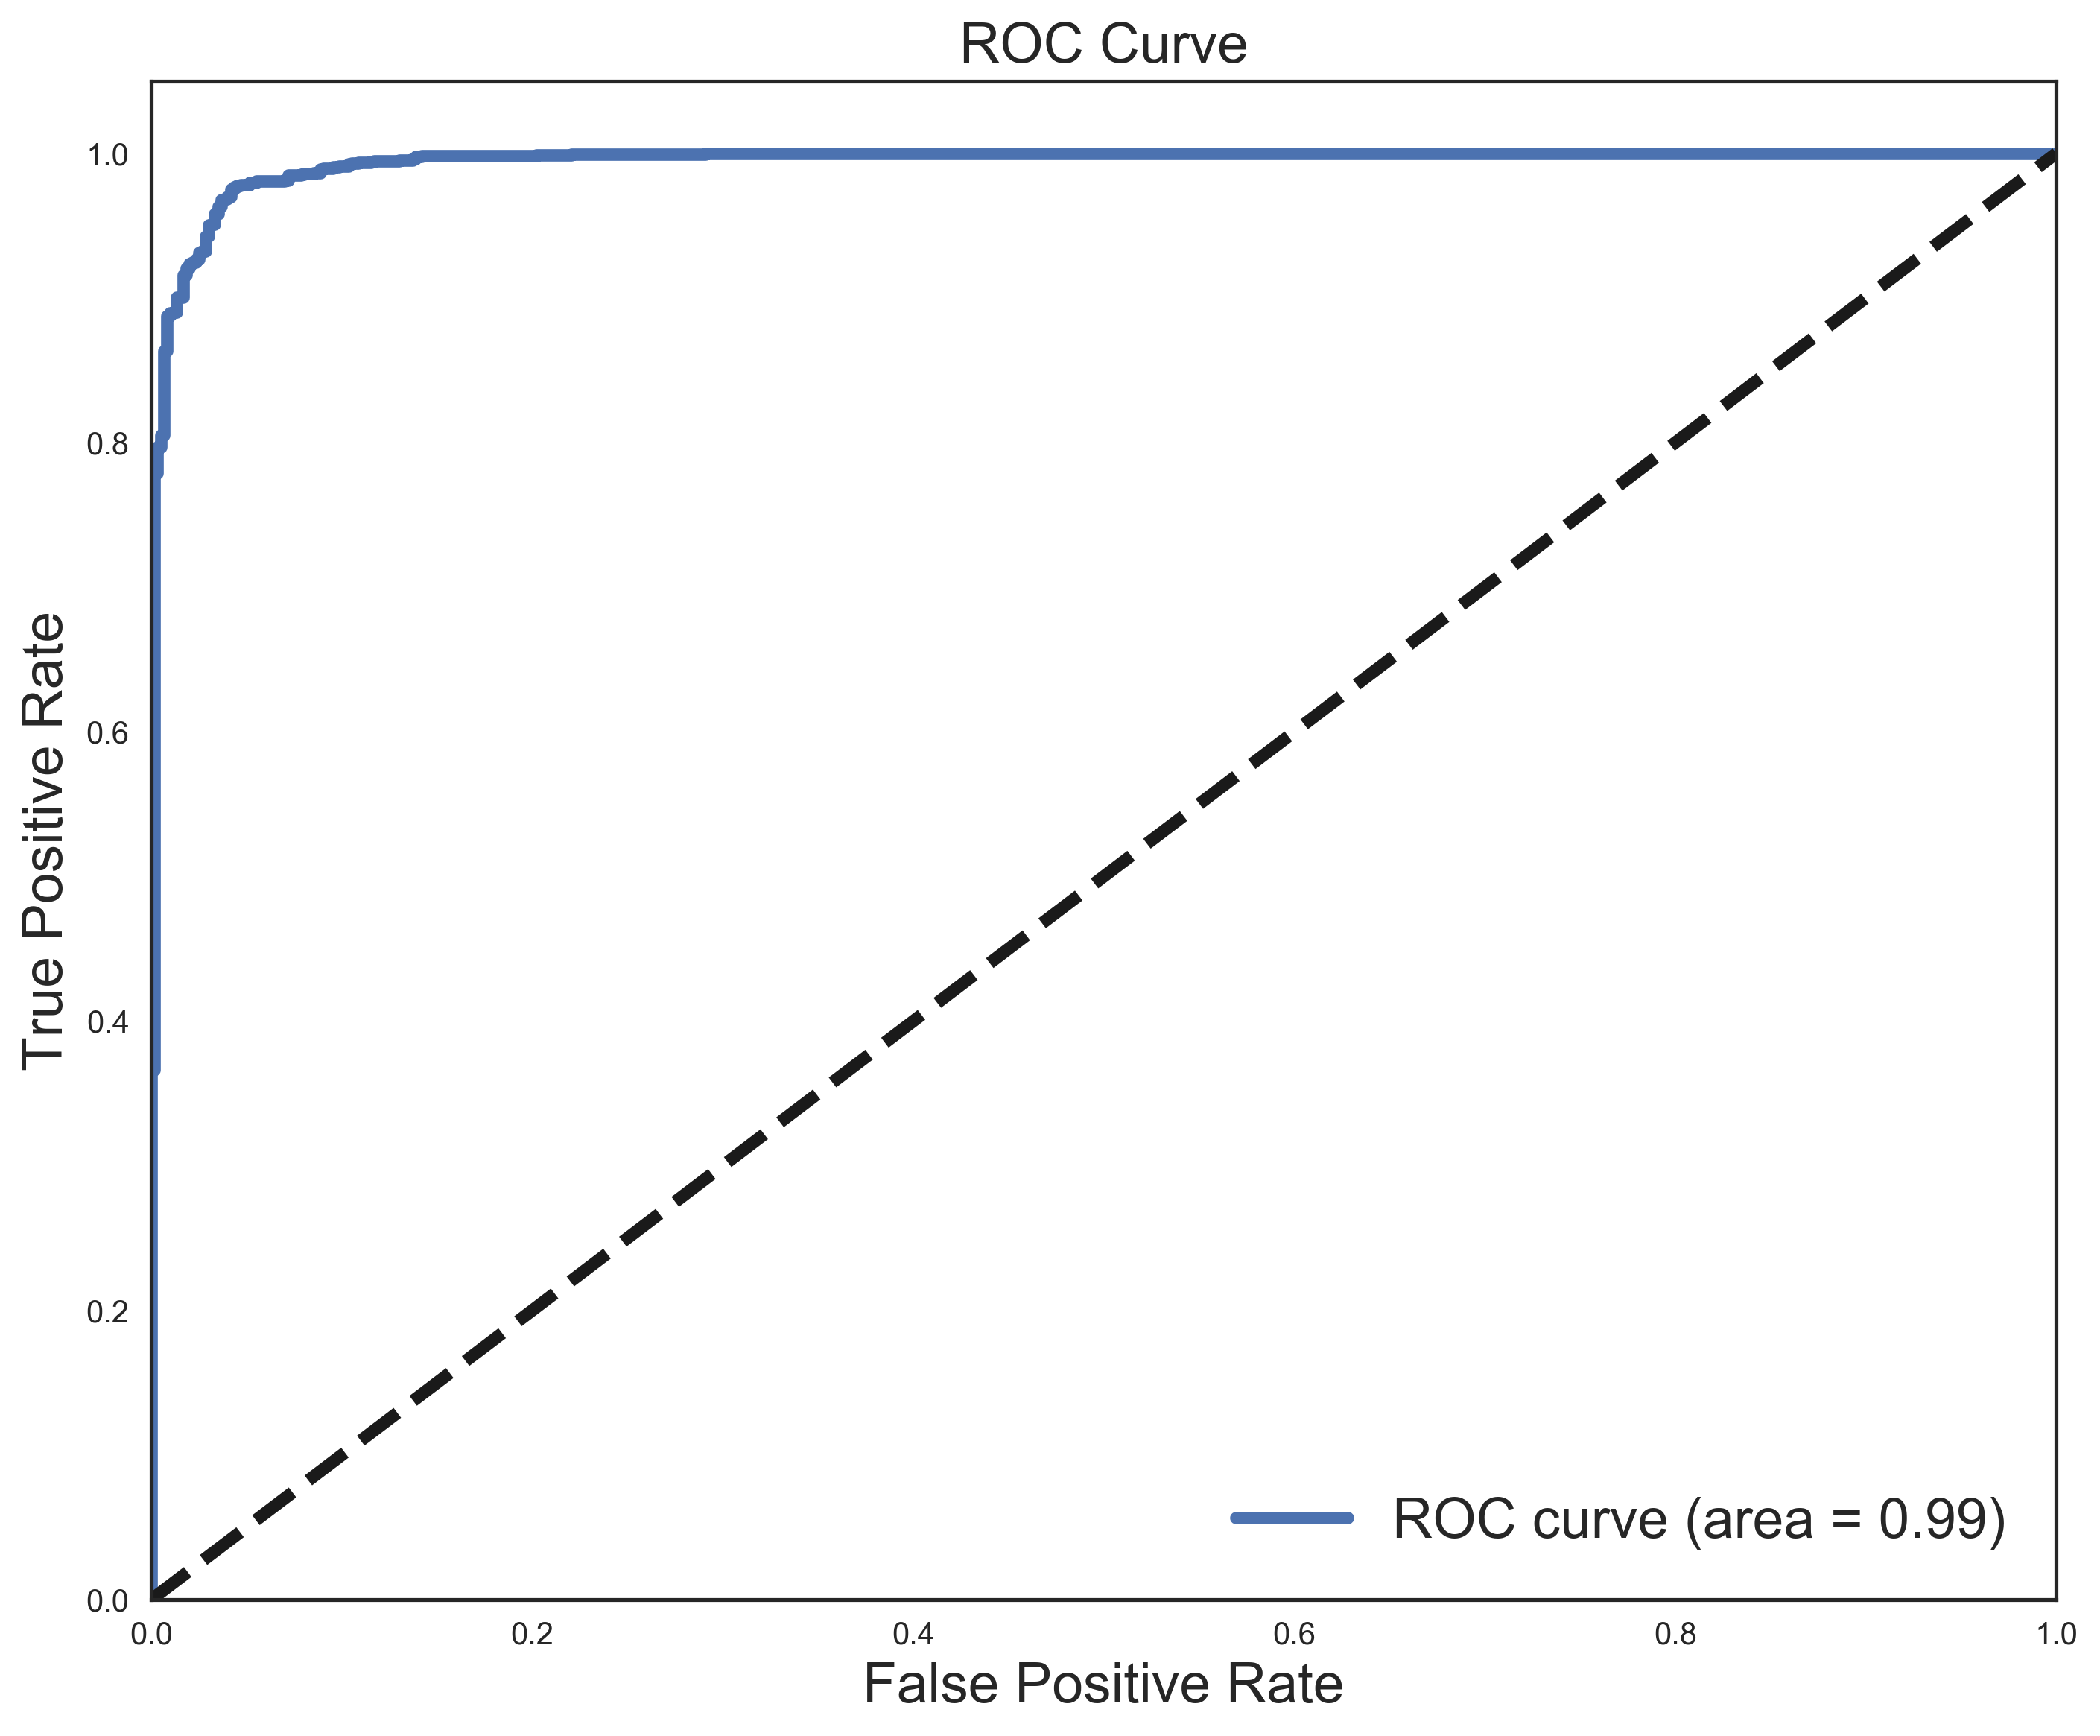 ROC Curve
True Positive Rate
1.0
0.8
0.6
0.4
0.2
0.0
0.0 0.2 0.4 0.6 0.8 1.0
False Positive Rate
ROC curve (area = 0.99)